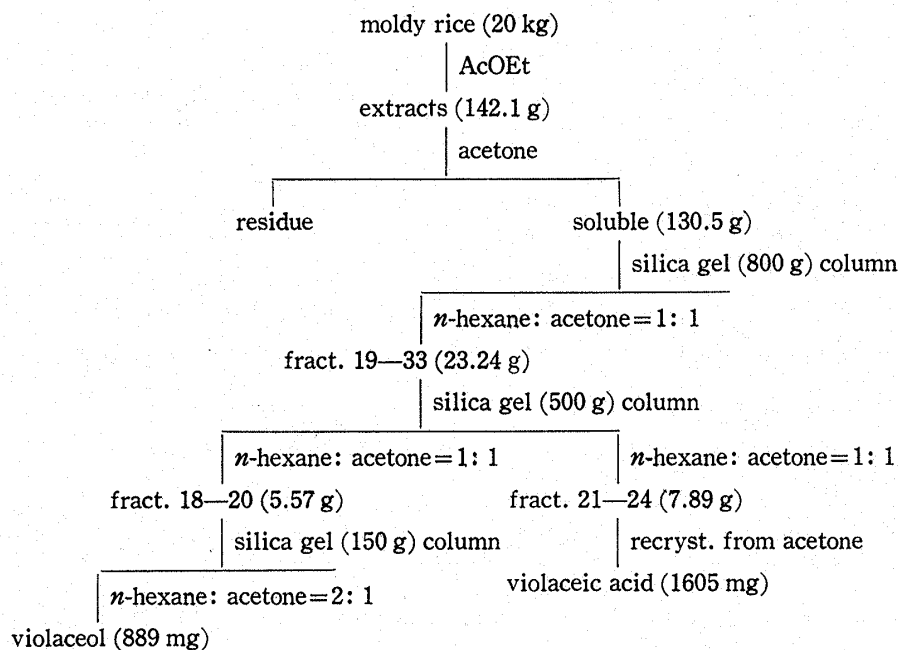 moldy rice (20 kg)
AcOEt
extracts (142.1 g)
acetone
residue
soluble (130.5 g)
silica gel (800 g) column
n-hexane: acetone=1: 1
fract. 19—33 (23.24 g)
silica gel (500 g) column
n-hexane: acetone=1: 1
n-hexane: acetone=1: 1
fract. 18—20 (5.57 g)
fract. 21—24 (7.89 g)
silica gel (150 g) column
recryst. from acetone
n-hexane: acetone=2: 1
violaceic acid (1605 mg)
violaceol (889 mg)